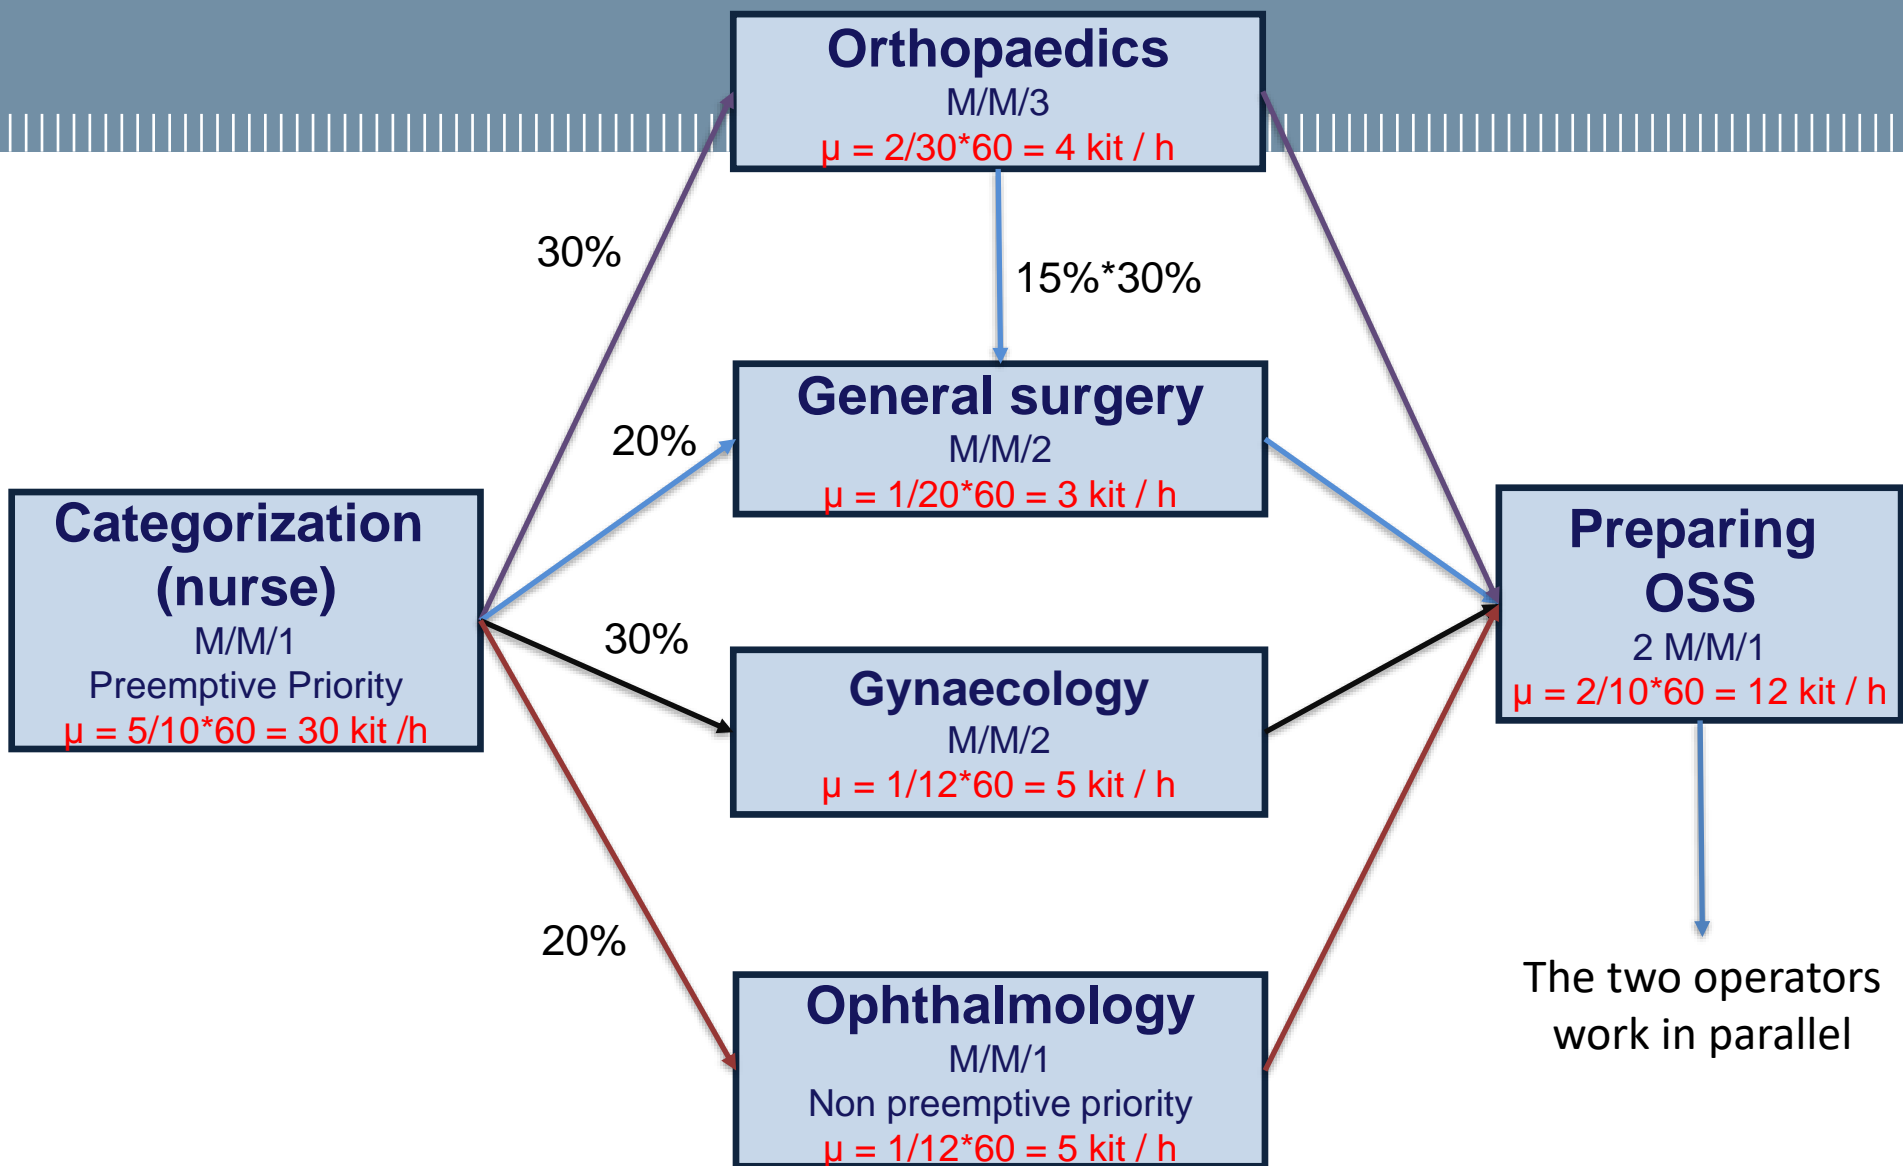 Orthopaedics
M/M/3
μ = 2/30*60 = 4 kit / h
30%
15%*30%
General surgery
M/M/2
μ = 1/20*60 = 3 kit / h
20%
Categorization
(nurse)
M/M/1
Preemptive Priority
μ = 5/10*60 = 30 kit /h
30%
Gynaecology
M/M/2
μ = 1/12*60 = 5 kit / h
Preparing
OSS
2 M/M/1
μ = 2/10*60 = 12 kit / h
20%
Ophthalmology
M/M/1
Non preemptive priority
μ = 1/12*60 = 5 kit / h
The two operators
work in parallel